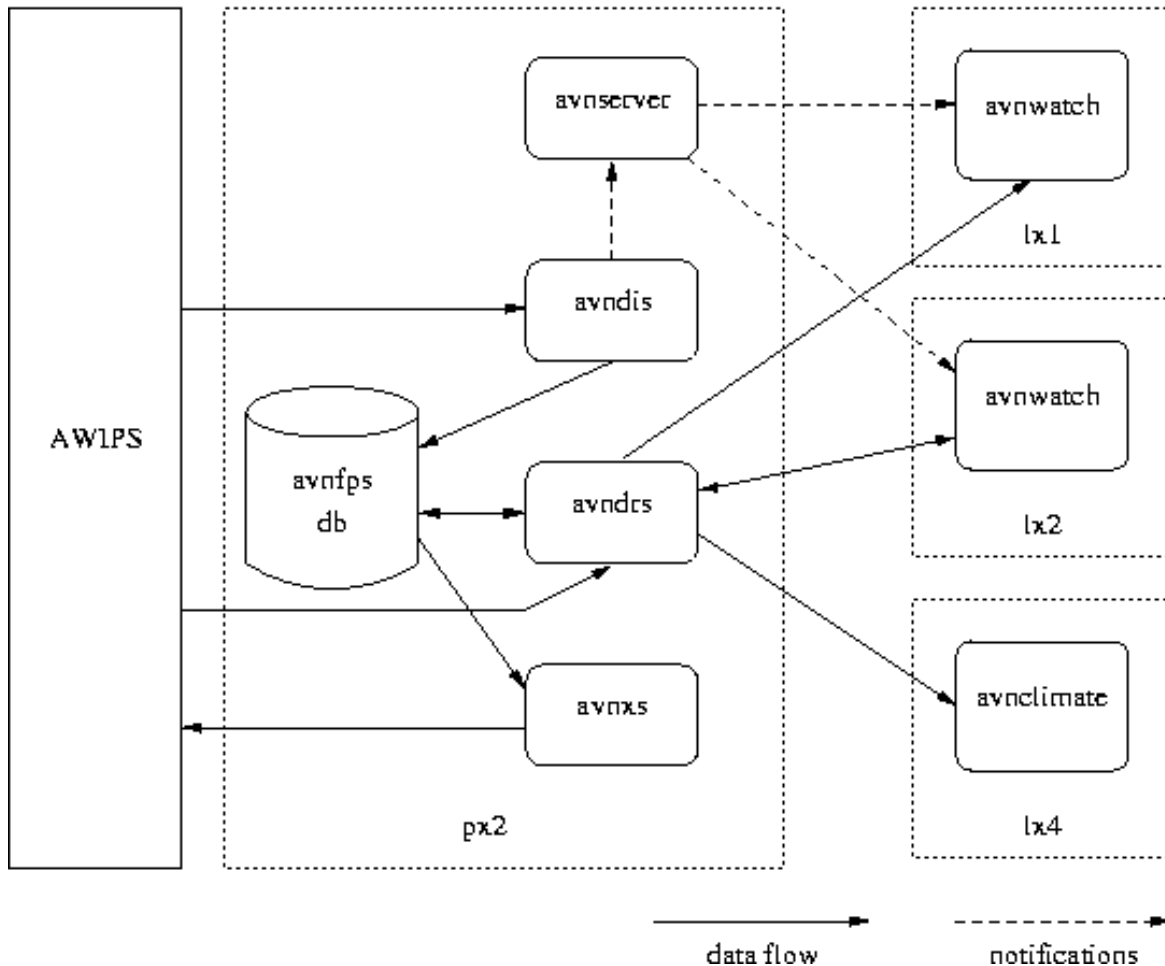 avnserver
avnwatch
lx1
avndis
avnwatch
lx2
AWIPS
avnfps
db
avndrs
avnxs
avnclimate
px2
lx4
data flow
notifications